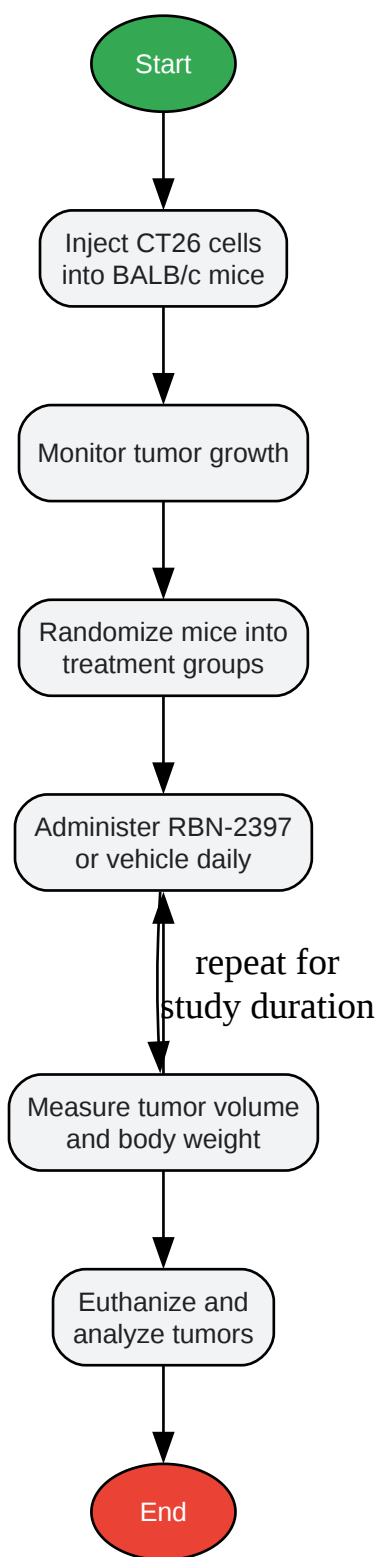 Start
Inject CT26 cells
into BALB/c mice
Monitor tumor growth
Randomize mice into
treatment groups
Administer RBN-2397
or vehicle daily
repeat for
study duration
Measure tumor volume
and body weight
Euthanize and
analyze tumors
End